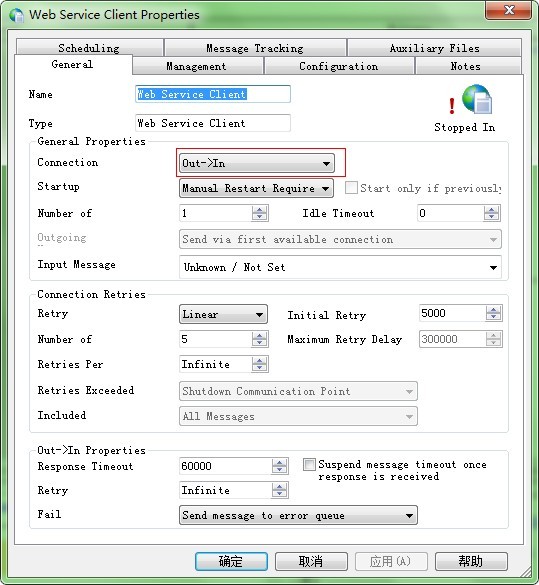 Web Service Client Properties
Scheduling Message Tracking Auxiliary Files
General Management Configuration Notes
Name Web Service Client
Type Web Service Client
Stopped In
General Properties
Connection Out->In
Startup Manual Restart Require Start only if previously
Number of 1 Idle Timeout 0
Outgoing Send via first available connection
Input Message Unknown / Not Set
Connection Retries
Retry Linear Initial Retry 5000
Number of 5 Maximum Retry Delay 300000
Retries Per Infinite
Retries Exceeded Shutdown Communication Point
Included All Messages
Out->In Properties
Response Timeout 60000 Suspend message timeout once
response is received
Retry Infinite
Fail Send message to error queue
确定 取消 应用(A) 帮助